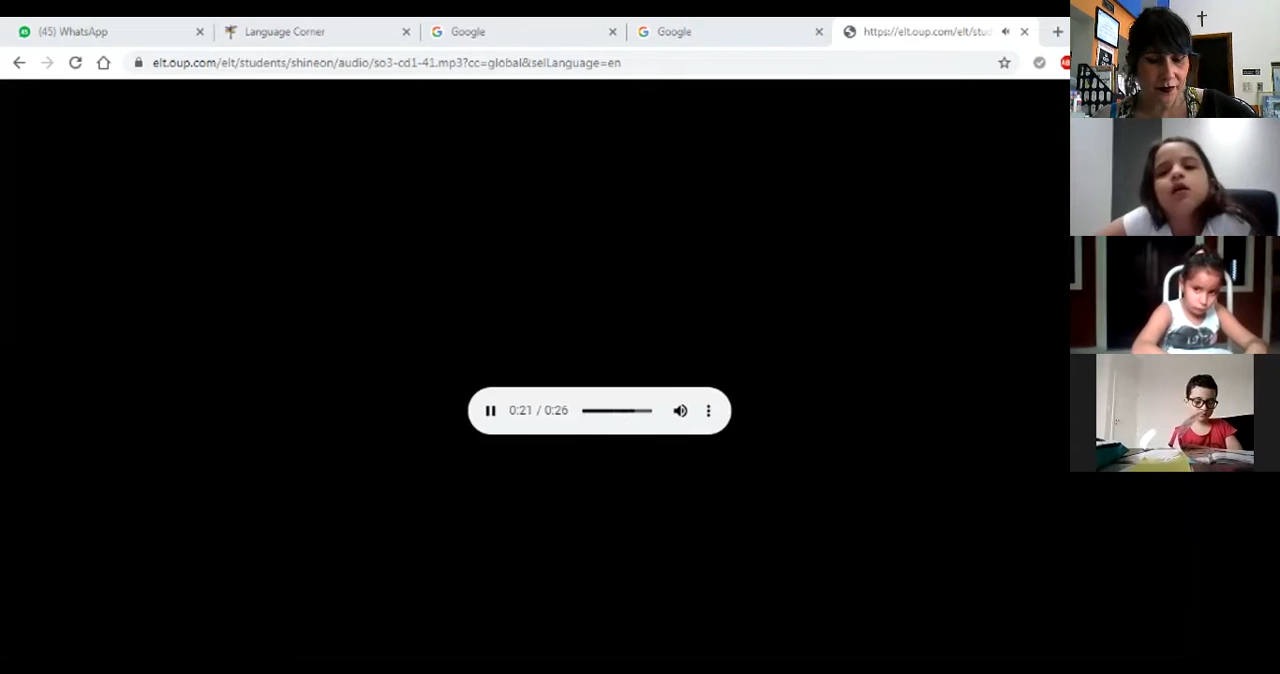 (45) WhatsApp
Language Corner
Google
Google
https://elt.oup.com/elt/stud
elt.oup.com/elt/students/shineon/audio/so3-cd1-41.mp3?cc=global&selLanguage=en
0:21 / 0:26